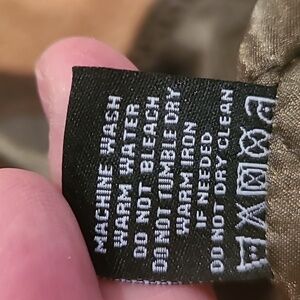 MACHINE WASH
WARM WATER
DO NOT BLEACH
DO NOT TUMBLE DRY
WARM IRON
IF NEEDED
DO NOT DRY CLEAN